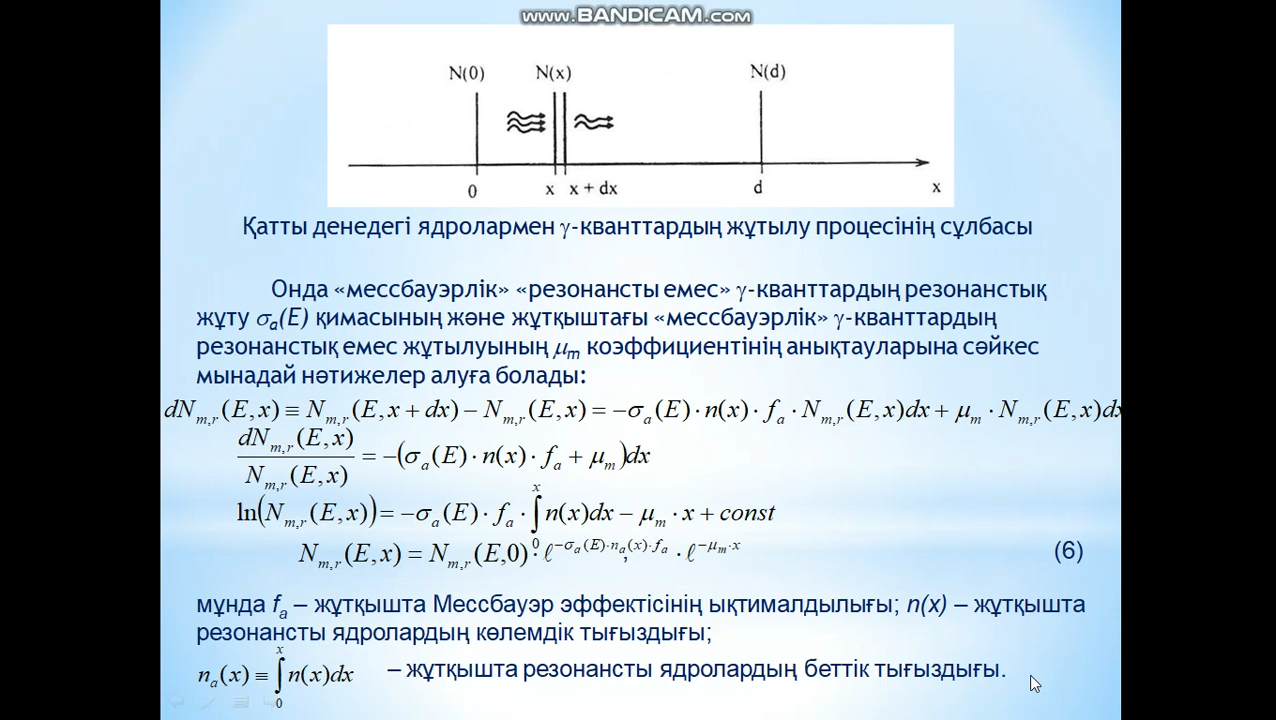 www.BANDICAM.com
N(0) N(x) N(d)
0 x x + dx d x
Қатты денедегі ядролармен γ-кванттардың жұтылу процесінің сұлбасы
Онда «мессбауэрлік» «резонансты емес» γ-кванттардың резонанстық
жұту σa(E) қимасының және жұтқыштағы «мессбауэрлік» γ-кванттардың
резонанстық емес жұтылуының μm коэффициентінің анықтауларына сәйкес
мынадай нәтижелер алуға болады:
dNm,r(E,x) ≡ Nm,r(E,x+dx) − Nm,r(E,x) = −σa(E)·n(x)·fa·Nm,r(E,x)dx + μm·Nm,r(E,x)dx
dNm,r(E,x)/Nm,r(E,x) = −(σa(E)·n(x)·fa + μm)dx
ln(Nm,r(E,x)) = −σa(E)·fa·∫₀ˣ n(x)dx − μm·x + const
Nm,r(E,x) = Nm,r(E,0)·ℓ^(−σa(E)·na(x)·fa)·ℓ^(−μm·x) , (6)
мұнда fa – жұтқышта Мессбауэр эффектісінің ықтималдылығы; n(x) – жұтқышта
резонансты ядролардың көлемдік тығыздығы;
na(x) ≡ ∫₀ˣ n(x)dx – жұтқышта резонансты ядролардың беттік тығыздығы.